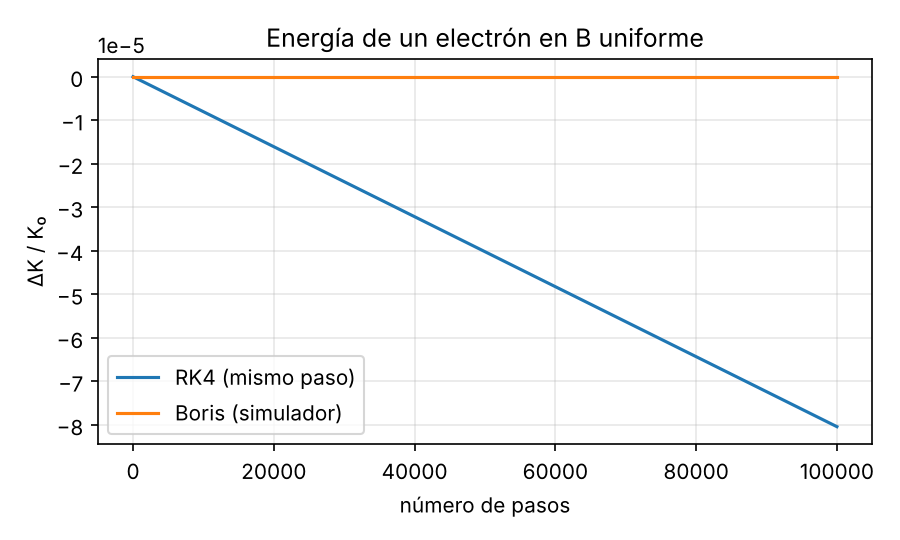 Energía de un electrón en B uniforme
1e−5
0
−1
−2
−3
−4
−5
−6
−7
−8
ΔK / K₀
RK4 (mismo paso)
Boris (simulador)
0 20000 40000 60000 80000 100000
número de pasos